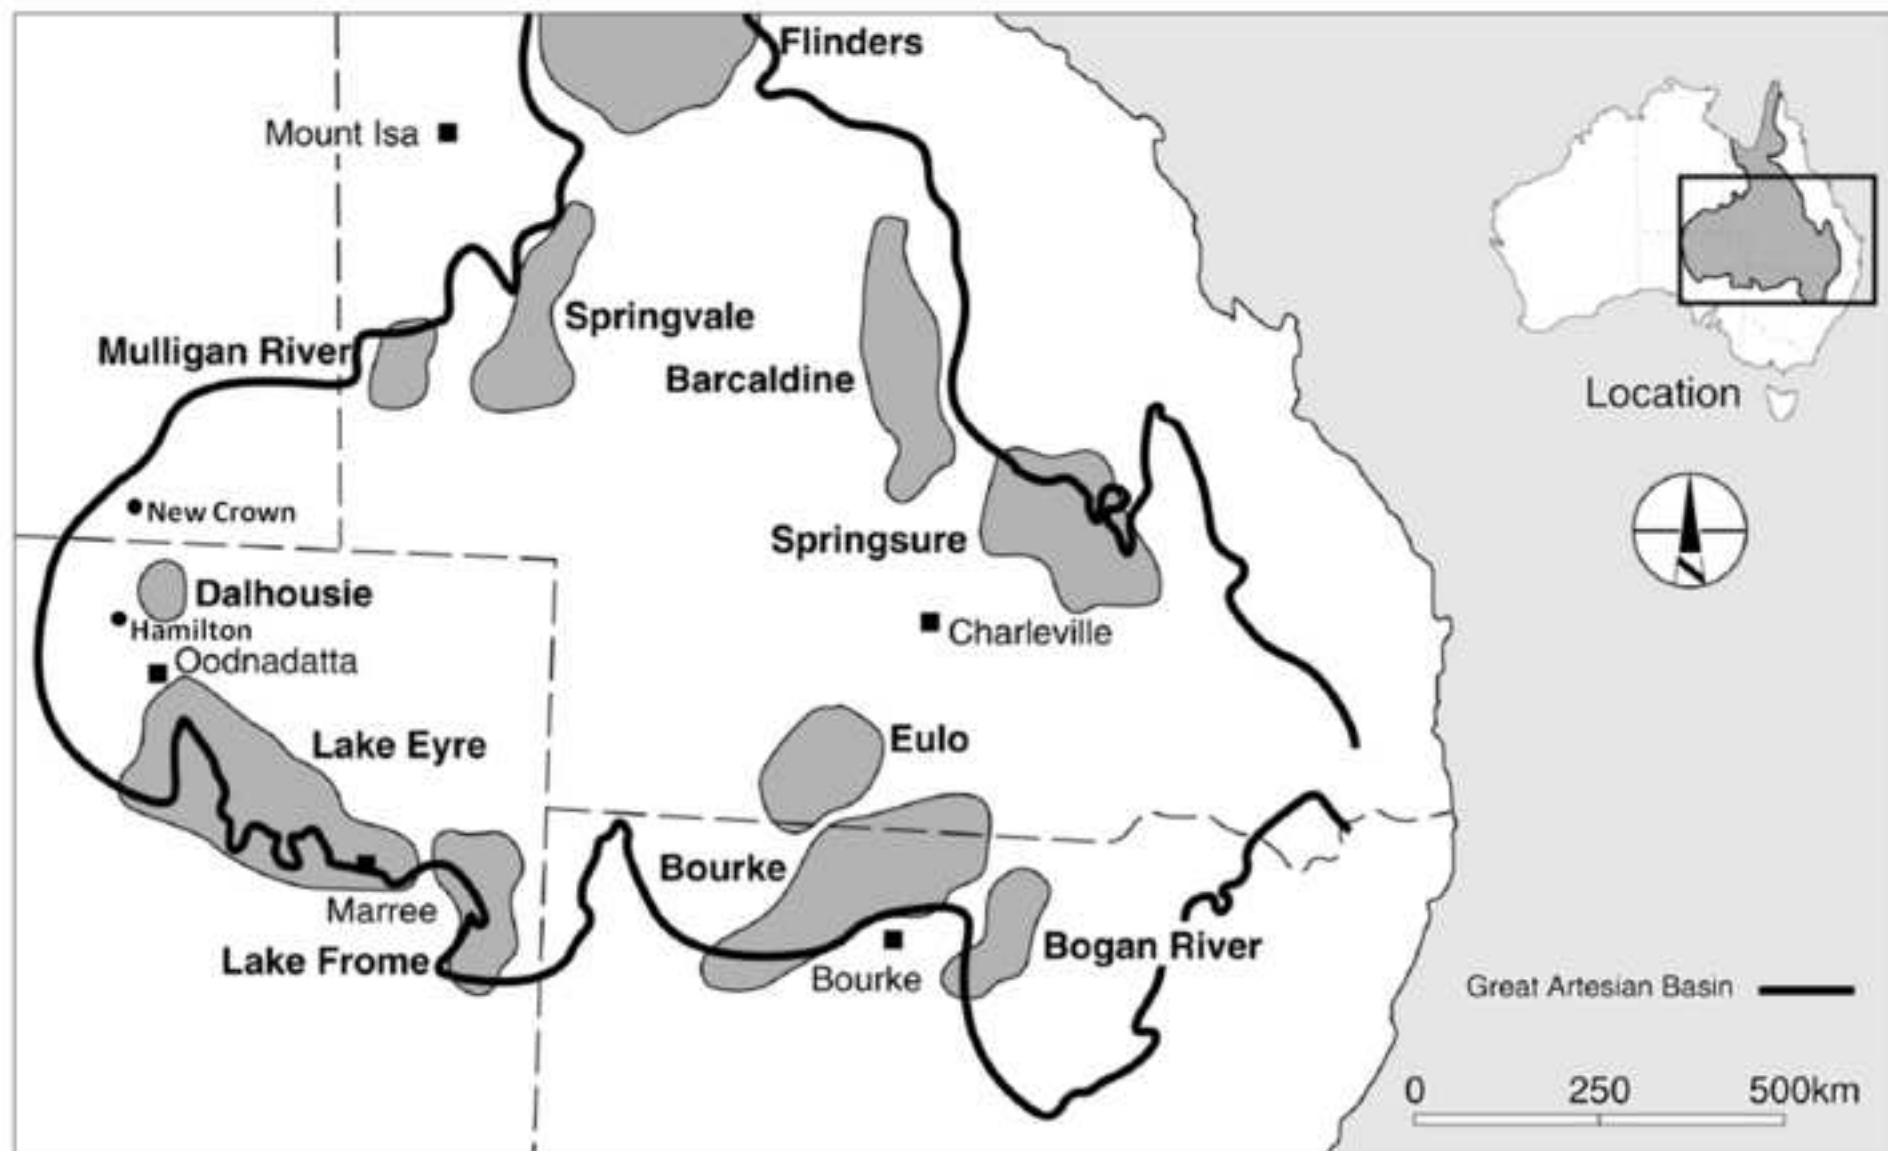 Flinders
Mount Isa
Springvale
Mulligan River
Barcaldine
Location
New Crown
Springsure
Dalhousie
Hamilton
Charleville
Oodnadatta
Lake Eyre
Eulo
Bourke
Marree
Lake Frome
Bogan River
Bourke
Great Artesian Basin
0 250 500km